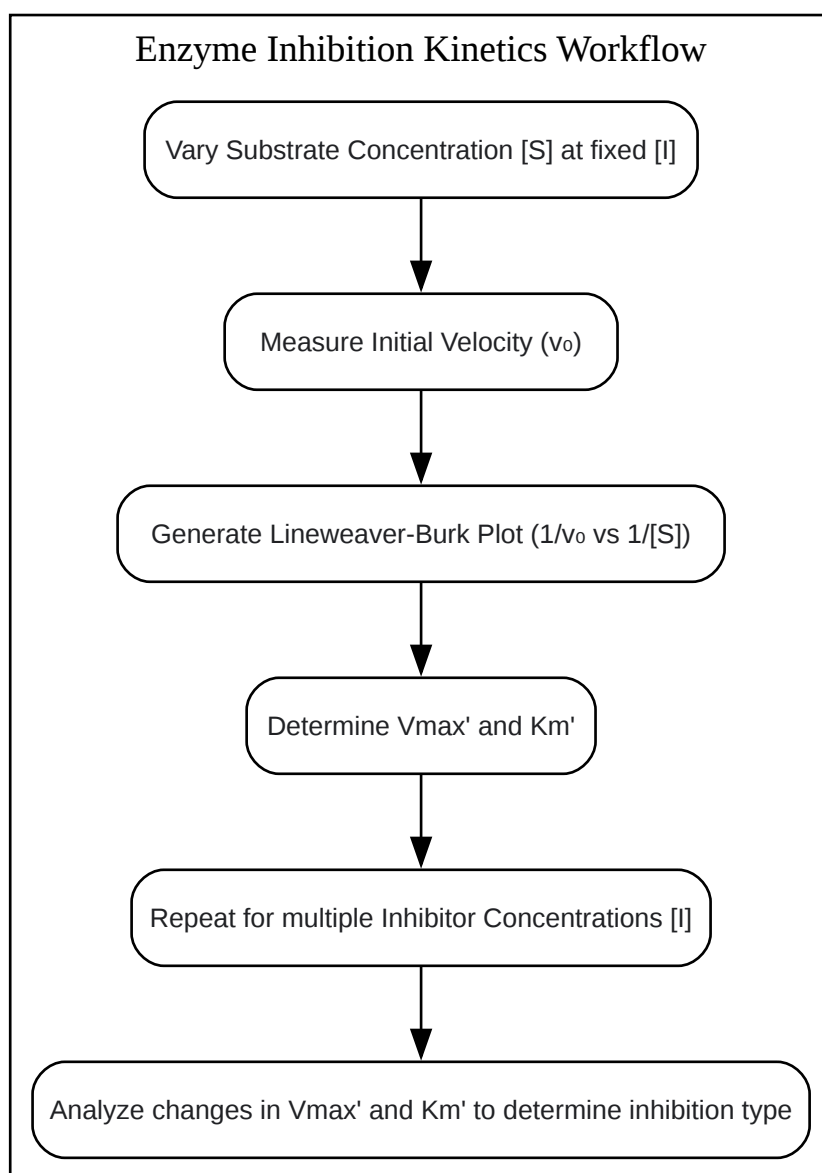 Enzyme Inhibition Kinetics Workflow
Vary Substrate Concentration [S] at fixed [I]
Measure Initial Velocity (v₀)
Generate Lineweaver-Burk Plot (1/v₀ vs 1/[S])
Determine Vmax' and Km'
Repeat for multiple Inhibitor Concentrations [I]
Analyze changes in Vmax' and Km' to determine inhibition type